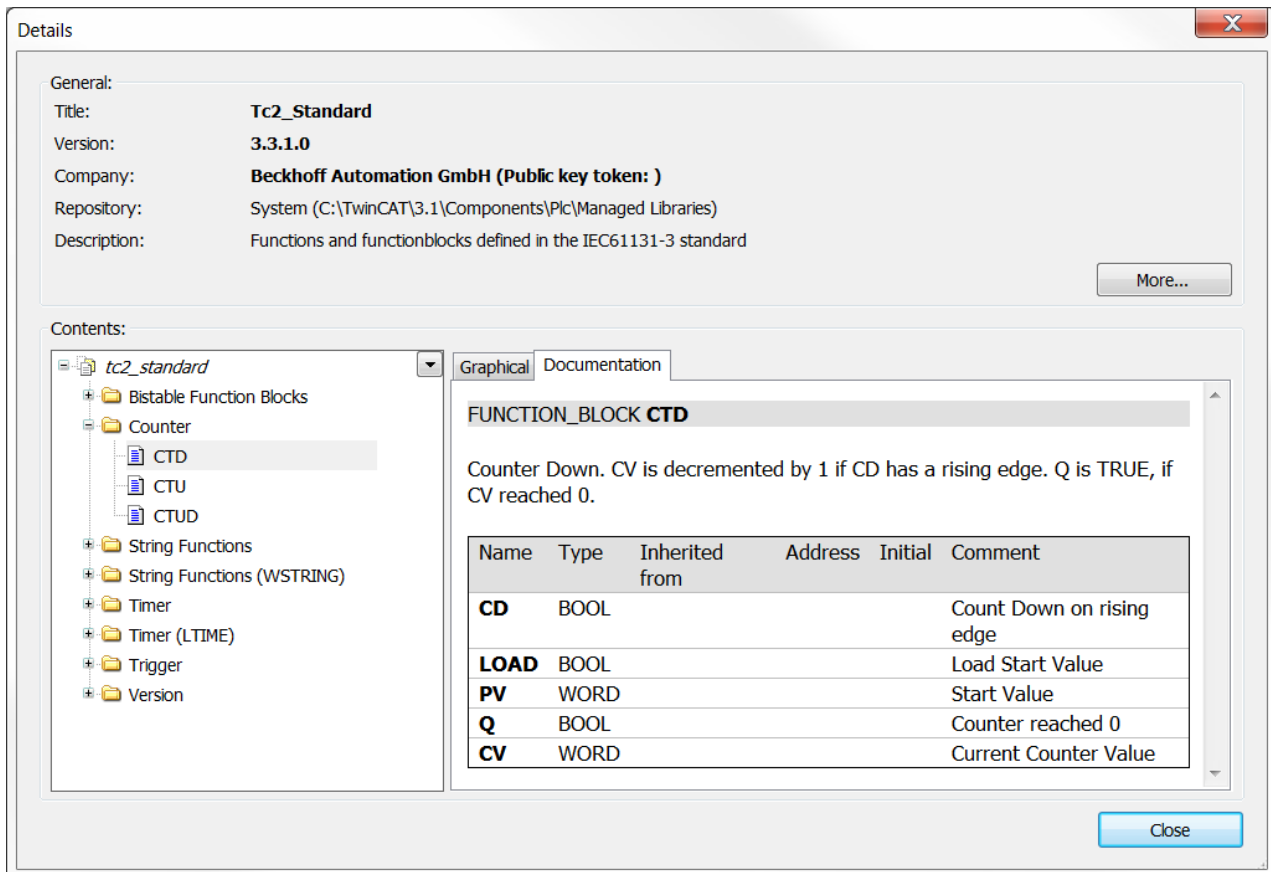 Details
General:
Title: Tc2_Standard
Version: 3.3.1.0
Company: Beckhoff Automation GmbH (Public key token: )
Repository: System (C:\TwinCAT\3.1\Components\Plc\Managed Libraries)
Description: Functions and functionblocks defined in the IEC61131-3 standard
More...
Contents:
tc2_standard
Bistable Function Blocks
Counter
CTD
CTU
CTUD
String Functions
String Functions (WSTRING)
Timer
Timer (LTIME)
Trigger
Version
Graphical Documentation
FUNCTION_BLOCK CTD
Counter Down. CV is decremented by 1 if CD has a rising edge. Q is TRUE, if
CV reached 0.
Name Type Inherited from Address Initial Comment
CD BOOL Count Down on rising edge
LOAD BOOL Load Start Value
PV WORD Start Value
Q BOOL Counter reached 0
CV WORD Current Counter Value
Close